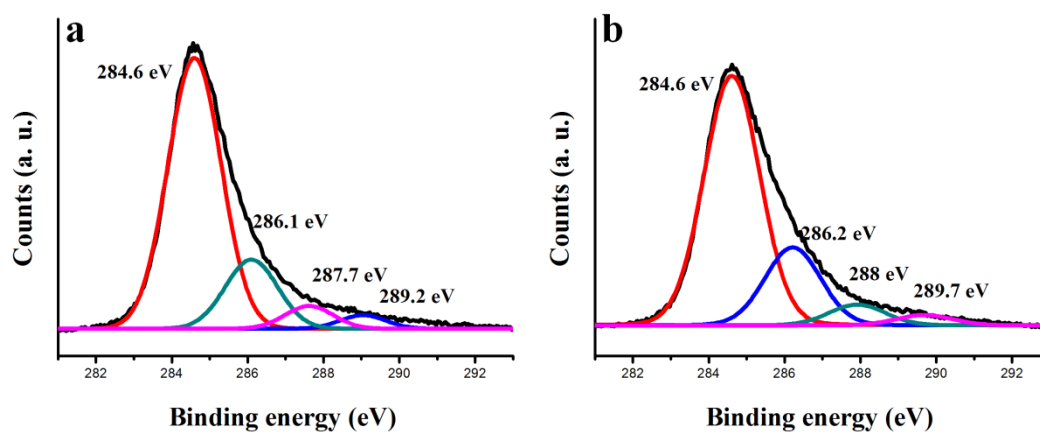 a
284.6 eV
286.1 eV
287.7 eV
289.2 eV
Counts (a. u.)
282 284 286 288 290 292
Binding energy (eV)
b
284.6 eV
286.2 eV
288 eV
289.7 eV
Counts (a. u.)
282 284 286 288 290 292
Binding energy (eV)